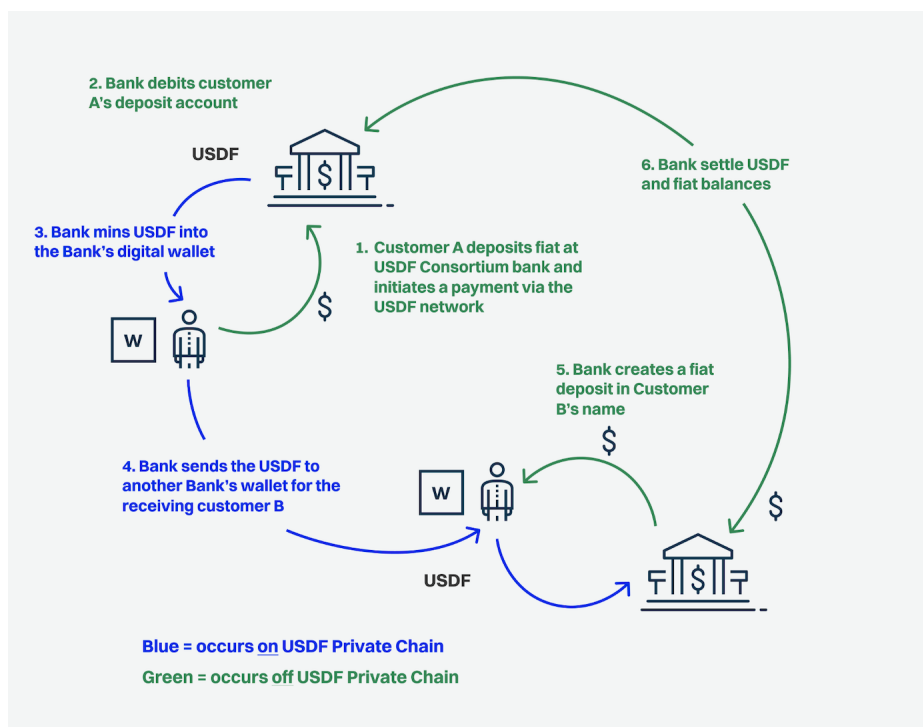 2. Bank debits customer
A's deposit account
USDF
6. Bank settle USDF
and fiat balances
3. Bank mins USDF into
the Bank's digital wallet
1. Customer A deposits fiat at
USDF Consortium bank and
initiates a payment via the
USDF network
$
$
W
5. Bank creates a fiat
deposit in Customer
B's name
$
4. Bank sends the USDF to
another Bank's wallet for the
receiving customer B
W
$
USDF
$
Blue = occurs on USDF Private Chain
Green = occurs off USDF Private Chain